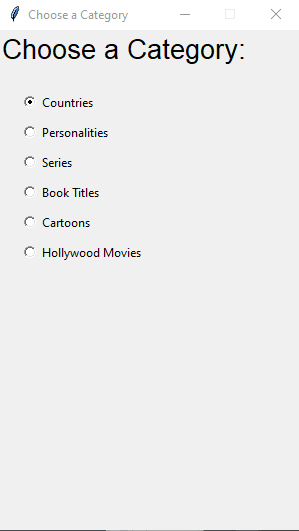 Choose a Category
Choose a Category:
Countries
Personalities
Series
Book Titles
Cartoons
Hollywood Movies